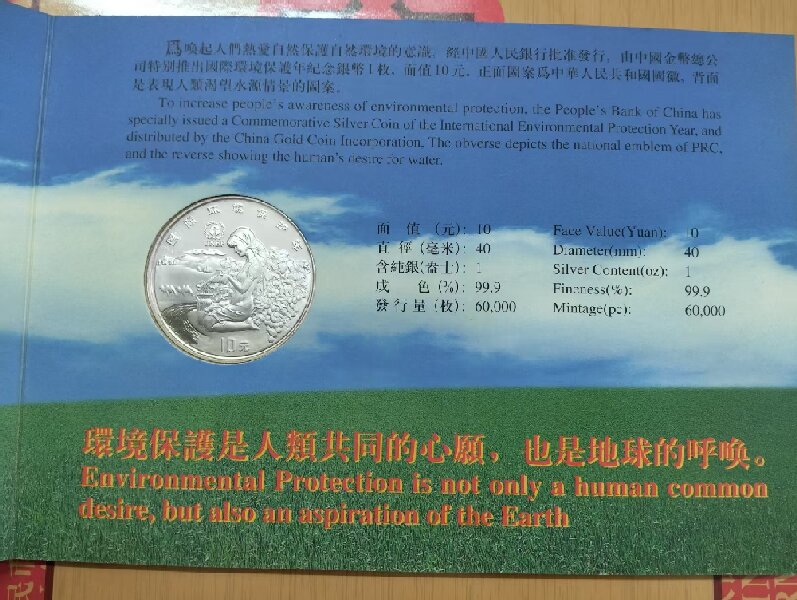 爲喚起人們熱愛自然保護自然環境的意識，經中國人民銀行批准發行，由中國金幣總公
司特別推出國際環境保護年紀念銀幣1枚，面值10元，正面圖案爲中華人民共和國國徽，背面
是表現人類渴望水源情景的圖案。
To increase people's awareness of environmental protection, the People's Bank of China has
specially issued a Commemorative Silver Coin of the International Environmental Protection Year, and
distributed by the China Gold Coin Incorporation. The obverse depicts the national emblem of PRC,
and the reverse showing the human's desire for water.
面 值 (元): 10 Face Value(Yuan): 10
直 徑 (毫米): 40 Diameter(mm): 40
含純銀(盎士): 1 Silver Content(oz): 1
成 色 (%): 99.9 Fineness(%): 99.9
發行量(枚): 60,000 Mintage(pc): 60,000
10元
環境保護是人類共同的心願，也是地球的呼喚。
Environmental Protection is not only a human common
desire, but also an aspiration of the Earth